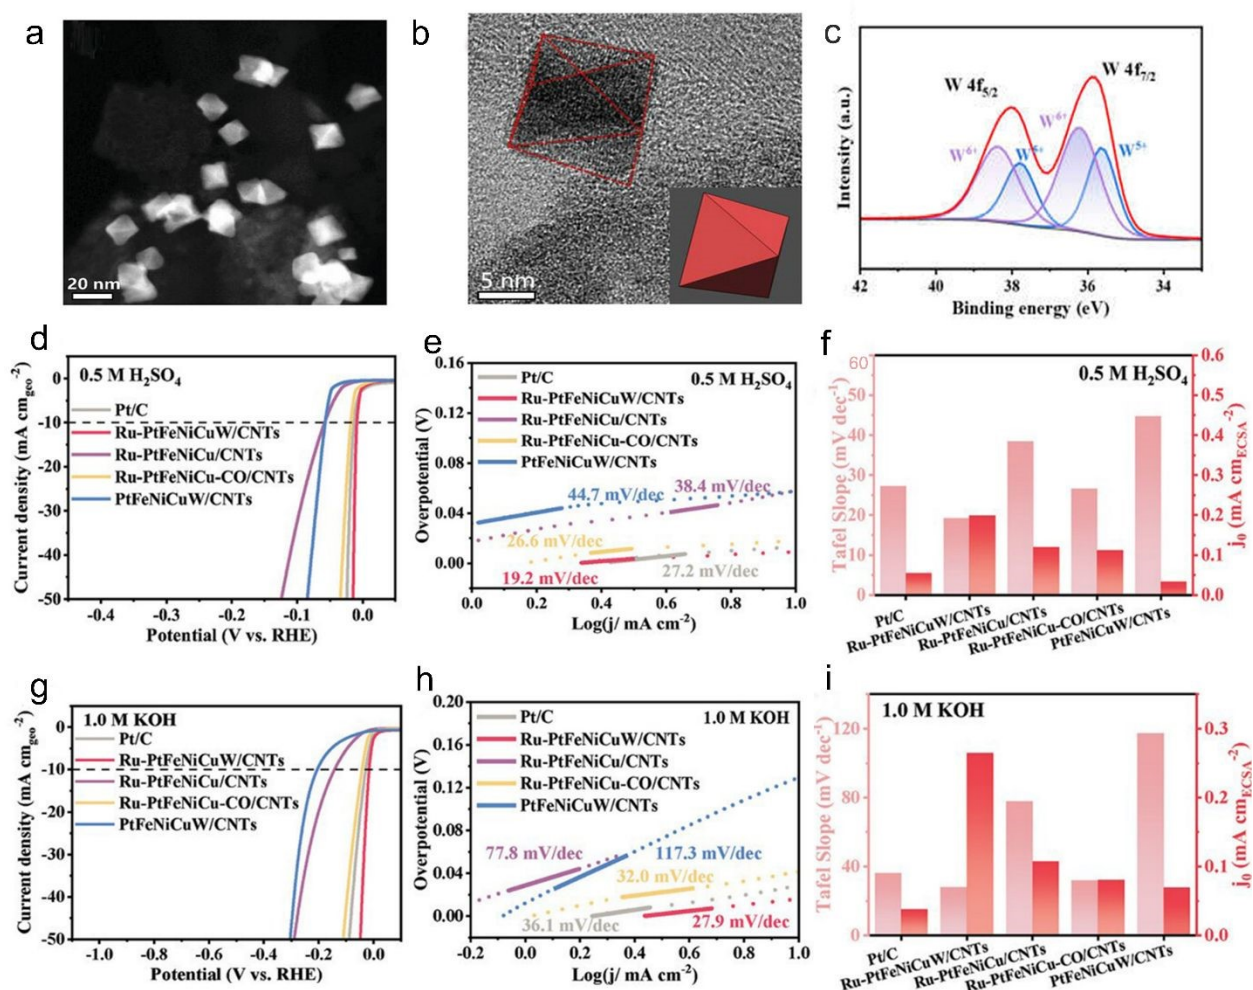 a
20 nm
b
5 nm
c
Intensity (a.u.)
W 4f5/2
W 4f7/2
W6+
W5+
W6+
W5+
42 40 38 36 34
Binding energy (eV)
d
Current density (mA cmgeo-2)
0
-10
-20
-30
-40
-50
0.5 M H2SO4
Pt/C
Ru-PtFeNiCuW/CNTs
Ru-PtFeNiCu/CNTs
Ru-PtFeNiCu-CO/CNTs
PtFeNiCuW/CNTs
-0.4 -0.3 -0.2 -0.1 0.0
Potential (V vs. RHE)
e
Overpotential (V)
0.16
0.12
0.08
0.04
0.00
Pt/C
0.5 M H2SO4
Ru-PtFeNiCuW/CNTs
Ru-PtFeNiCu/CNTs
Ru-PtFeNiCu-CO/CNTs
PtFeNiCuW/CNTs
44.7 mV/dec
38.4 mV/dec
26.6 mV/dec
19.2 mV/dec
27.2 mV/dec
0.0 0.2 0.4 0.6 0.8 1.0
Log(j/ mA cm-2)
f
Tafel Slope (mV dec-1)
60
50
40
30
20
10
0
0.5 M H2SO4
0.6
0.5
0.4
0.3
0.2
0.1
0.0
j0 (mA cmECSA-2)
Pt/C
Ru-PtFeNiCuW/CNTs
Ru-PtFeNiCu/CNTs
Ru-PtFeNiCu-CO/CNTs
PtFeNiCuW/CNTs
g
Current density (mA cmgeo-2)
0
-10
-20
-30
-40
-50
1.0 M KOH
Pt/C
Ru-PtFeNiCuW/CNTs
Ru-PtFeNiCu/CNTs
Ru-PtFeNiCu-CO/CNTs
PtFeNiCuW/CNTs
-1.0 -0.8 -0.6 -0.4 -0.2 0.0
Potential (V vs. RHE)
h
Overpotential (V)
0.20
0.16
0.12
0.08
0.04
0.00
Pt/C
1.0 M KOH
Ru-PtFeNiCuW/CNTs
Ru-PtFeNiCu/CNTs
Ru-PtFeNiCu-CO/CNTs
PtFeNiCuW/CNTs
77.8 mV/dec
117.3 mV/dec
32.0 mV/dec
36.1 mV/dec
27.9 mV/dec
-0.2 0.0 0.2 0.4 0.6 0.8 1.0
Log(j/ mA cm-2)
i
Tafel Slope (mV dec-1)
120
80
40
0
1.0 M KOH
0.3
0.2
0.1
0.0
j0 (mA cmECSA-2)
Pt/C
Ru-PtFeNiCuW/CNTs
Ru-PtFeNiCu/CNTs
Ru-PtFeNiCu-CO/CNTs
PtFeNiCuW/CNTs